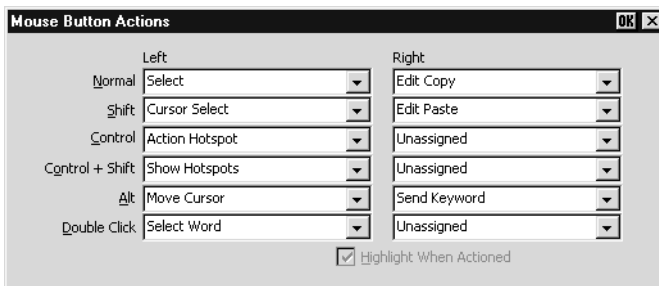 Mouse Button Actions OK
Left Right
Normal Select Edit Copy
Shift Cursor Select Edit Paste
Control Action Hotspot Unassigned
Control + Shift Show Hotspots Unassigned
Alt Move Cursor Send Keyword
Double Click Select Word Unassigned
Highlight When Actioned